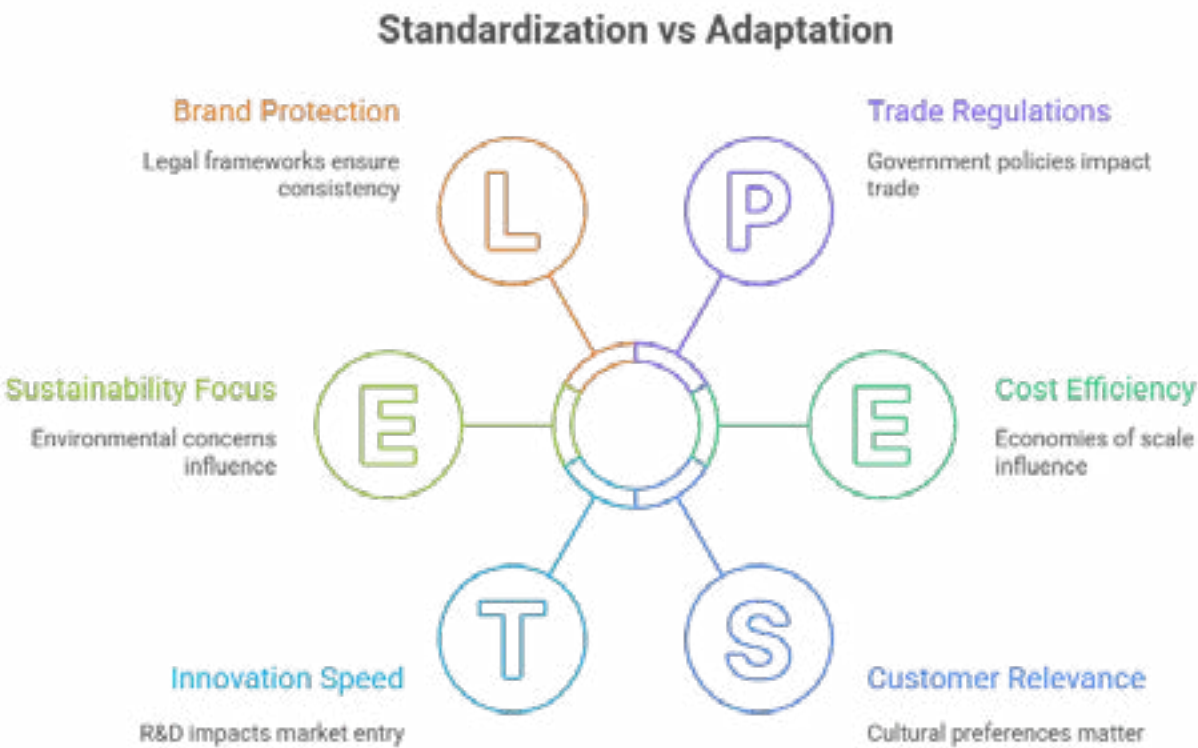 Standardization vs Adaptation
Brand Protection
Legal frameworks ensure
consistency
L
P
Trade Regulations
Government policies impact
trade
Sustainability Focus
Environmental concerns
influence
E
E
Cost Efficiency
Economies of scale
influence
T
S
Innovation Speed
R&D impacts market entry
Customer Relevance
Cultural preferences matter